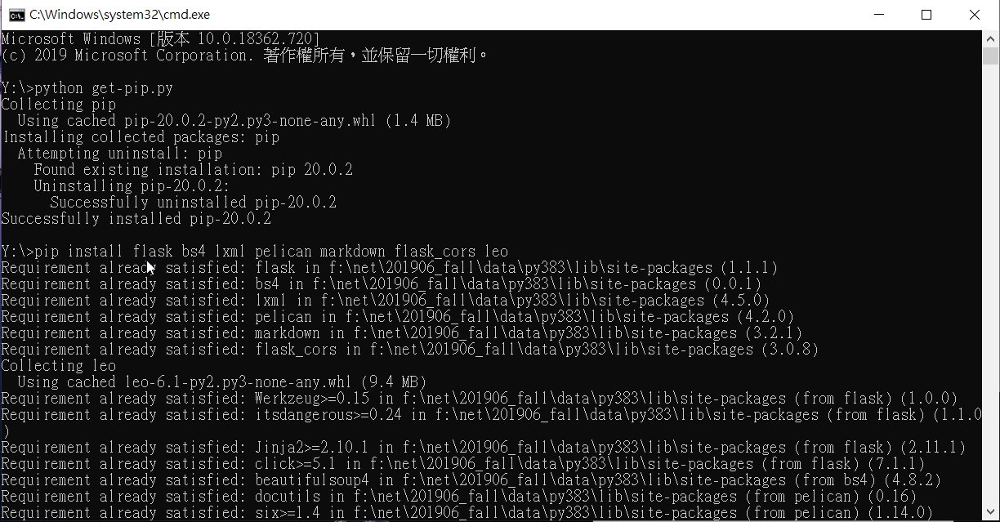 C:\Windows\system32\cmd.exe
Microsoft Windows [版本 10.0.18362.720]
(c) 2019 Microsoft Corporation. 著作權所有，並保留一切權利。
Y:\>python get-pip.py
Collecting pip
  Using cached pip-20.0.2-py2.py3-none-any.whl (1.4 MB)
Installing collected packages: pip
  Attempting uninstall: pip
    Found existing installation: pip 20.0.2
    Uninstalling pip-20.0.2:
      Successfully uninstalled pip-20.0.2
Successfully installed pip-20.0.2
Y:\>pip install flask bs4 lxml pelican markdown flask_cors leo
Requirement already satisfied: flask in f:\net\201906_fall\data\py383\lib\site-packages (1.1.1)
Requirement already satisfied: bs4 in f:\net\201906_fall\data\py383\lib\site-packages (0.0.1)
Requirement already satisfied: lxml in f:\net\201906_fall\data\py383\lib\site-packages (4.5.0)
Requirement already satisfied: pelican in f:\net\201906_fall\data\py383\lib\site-packages (4.2.0)
Requirement already satisfied: markdown in f:\net\201906_fall\data\py383\lib\site-packages (3.2.1)
Requirement already satisfied: flask_cors in f:\net\201906_fall\data\py383\lib\site-packages (3.0.8)
Collecting leo
  Using cached leo-6.1-py2.py3-none-any.whl (9.4 MB)
Requirement already satisfied: Werkzeug>=0.15 in f:\net\201906_fall\data\py383\lib\site-packages (from flask) (1.0.0)
Requirement already satisfied: itsdangerous>=0.24 in f:\net\201906_fall\data\py383\lib\site-packages (from flask) (1.1.0
)
Requirement already satisfied: Jinja2>=2.10.1 in f:\net\201906_fall\data\py383\lib\site-packages (from flask) (2.11.1)
Requirement already satisfied: click>=5.1 in f:\net\201906_fall\data\py383\lib\site-packages (from flask) (7.1.1)
Requirement already satisfied: beautifulsoup4 in f:\net\201906_fall\data\py383\lib\site-packages (from bs4) (4.8.2)
Requirement already satisfied: docutils in f:\net\201906_fall\data\py383\lib\site-packages (from pelican) (0.16)
Requirement already satisfied: six>=1.4 in f:\net\201906_fall\data\py383\lib\site-packages (from pelican) (1.14.0)